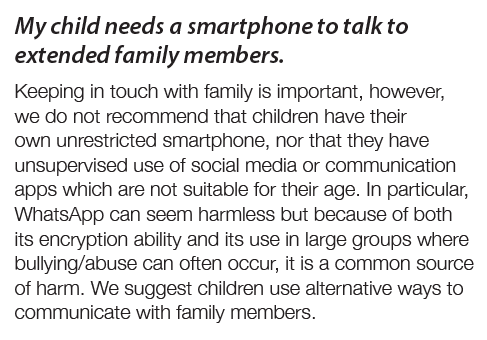 My child needs a smartphone to talk to
extended family members.
Keeping in touch with family is important, however,
we do not recommend that children have their
own unrestricted smartphone, nor that they have
unsupervised use of social media or communication
apps which are not suitable for their age. In particular,
WhatsApp can seem harmless but because of both
its encryption ability and its use in large groups where
bullying/abuse can often occur, it is a common source
of harm. We suggest children use alternative ways to
communicate with family members.